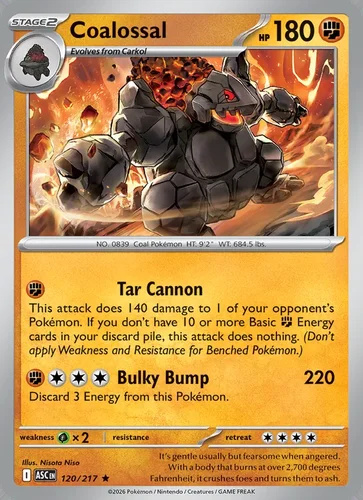 STAGE2
Coalossal
HP 180
Evolves from Carkol
NO. 0839 Coal Pokémon HT. 9'2" WT. 684.5 lbs.
Tar Cannon
This attack does 140 damage to 1 of your opponent's
Pokémon. If you don't have 10 or more Basic Energy
cards in your discard pile, this attack does nothing. (Don't
apply Weakness and Resistance for Benched Pokémon.)
Bulky Bump 220
Discard 3 Energy from this Pokémon.
weakness ×2 resistance retreat
Illus. Nisota Niso
I ASC EN 120/217
It's gentle usually but fearsome when angered.
With a body that burns at over 2,700 degrees
Fahrenheit, it crushes foes and turns them to ash.
©2026 Pokémon / Nintendo / Creatures / GAME FREAK